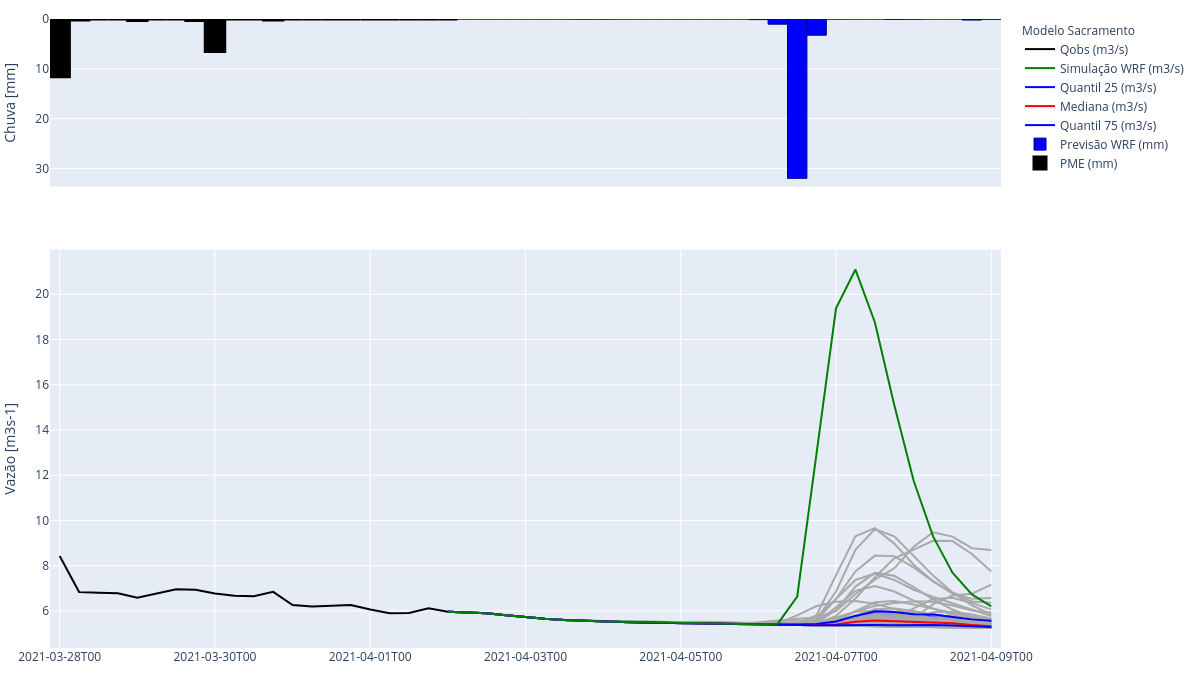 0
10
20
30
Chuva [mm]
Modelo Sacramento
Qobs (m3/s)
Simulação WRF (m3/s)
Quantil 25 (m3/s)
Mediana (m3/s)
Quantil 75 (m3/s)
Previsão WRF (mm)
PME (mm)
20
18
16
14
12
10
8
6
Vazão [m3s-1]
2021-03-28T00
2021-03-30T00
2021-04-01T00
2021-04-03T00
2021-04-05T00
2021-04-07T00
2021-04-09T00